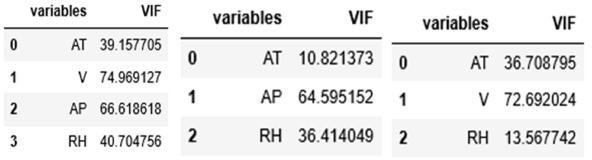 variables VIF
0 AT 39.157705
1 V 74.969127
2 AP 66.618618
3 RH 40.704756
variables VIF
0 AT 10.821373
1 AP 64.595152
2 RH 36.414049
variables VIF
0 AT 36.708795
1 V 72.692024
2 RH 13.567742